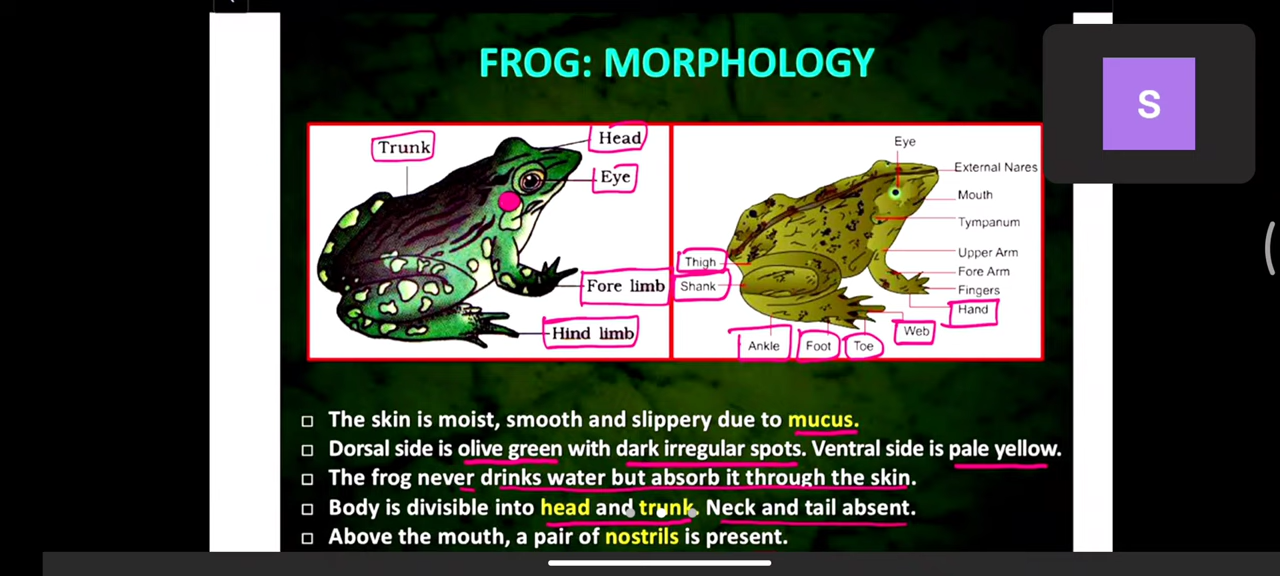 FROG: MORPHOLOGY
S
Trunk
Head
Eye
Fore limb
Hind limb
Eye
External Nares
Mouth
Tympanum
Upper Arm
Fore Arm
Fingers
Hand
Web
Thigh
Shank
Ankle
Foot
Toe
The skin is moist, smooth and slippery due to mucus.
Dorsal side is olive green with dark irregular spots. Ventral side is pale yellow.
The frog never drinks water but absorb it through the skin.
Body is divisible into head and trunk. Neck and tail absent.
Above the mouth, a pair of nostrils is present.